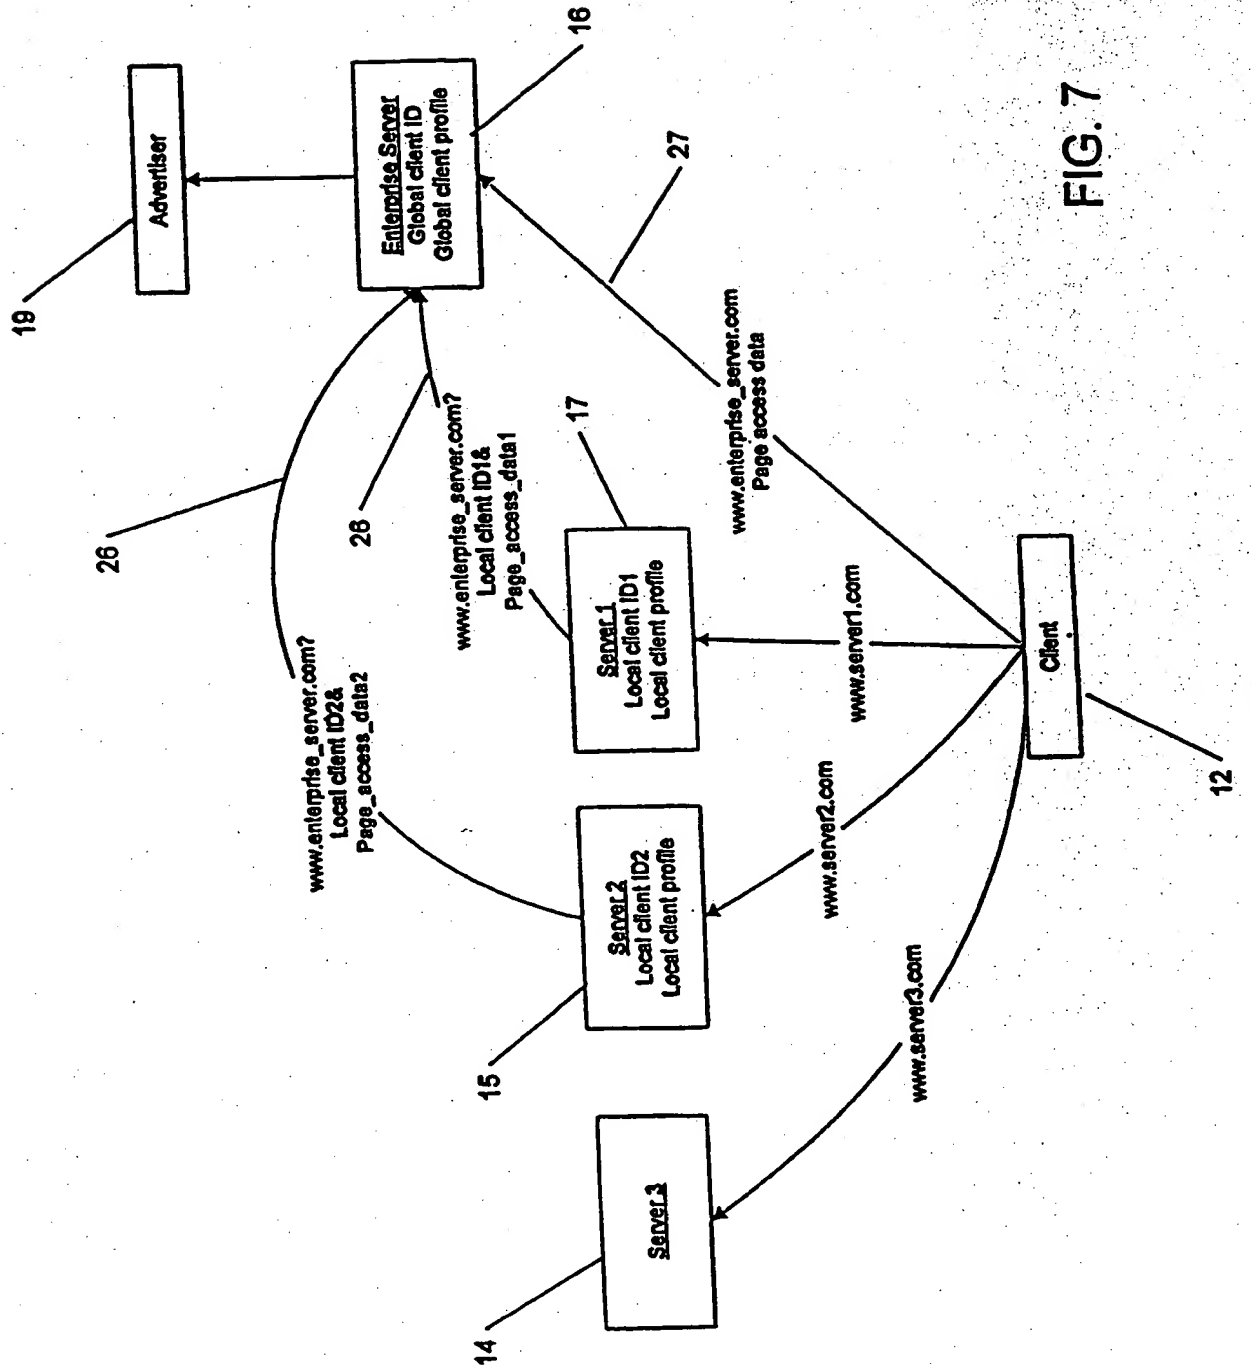 19
Advertiser
16
Enterprise Server
Global client ID
Global client profile
26
26
27
www.enterprise_server.com?
Local client ID2&
Page_access_data2
www.enterprise_server.com?
Local client ID1&
Page_access_data1
www.enterprise_server.com
Page access data
14
Server 3
15
Server 2
Local client ID2
Local client profile
17
Server 1
Local client ID1
Local client profile
www.server3.com
www.server2.com
www.server1.com
Client
12
FIG. 7